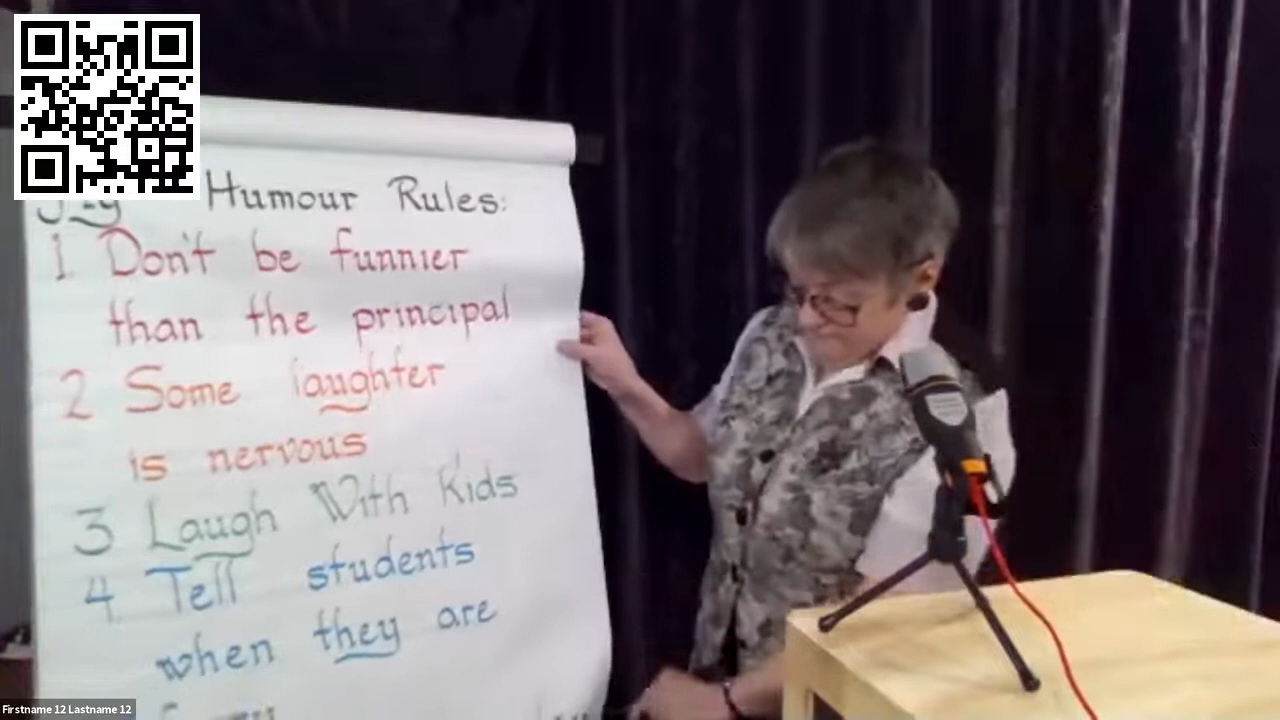 Humour Rules:
1. Don't be funnier
than the principal
2 Some laughter
is nervous
3 Laugh With Kids
4. Tell students
when they are
Firstname 12 Lastname 12